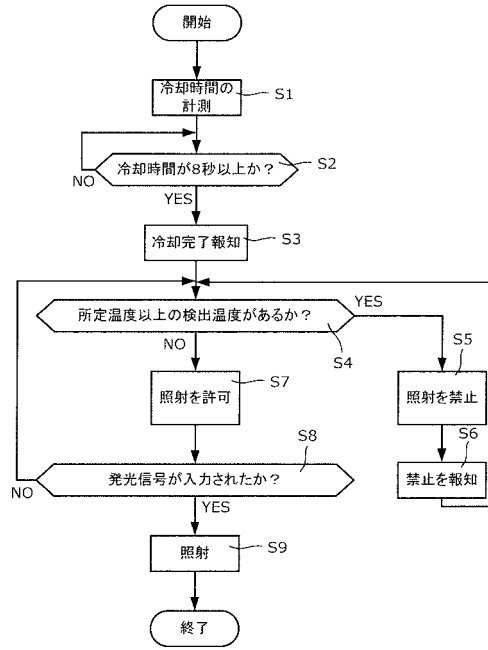 開始
冷却時間の
計測
S1
冷却時間が8秒以上か？
S2
NO
YES
冷却完了報知
S3
所定温度以上の検出温度があるか？
YES
NO
S4
S5
照射を許可
S7
照射を禁止
S8
S6
発光信号が入力されたか？
禁止を報知
NO
YES
照射
S9
終了